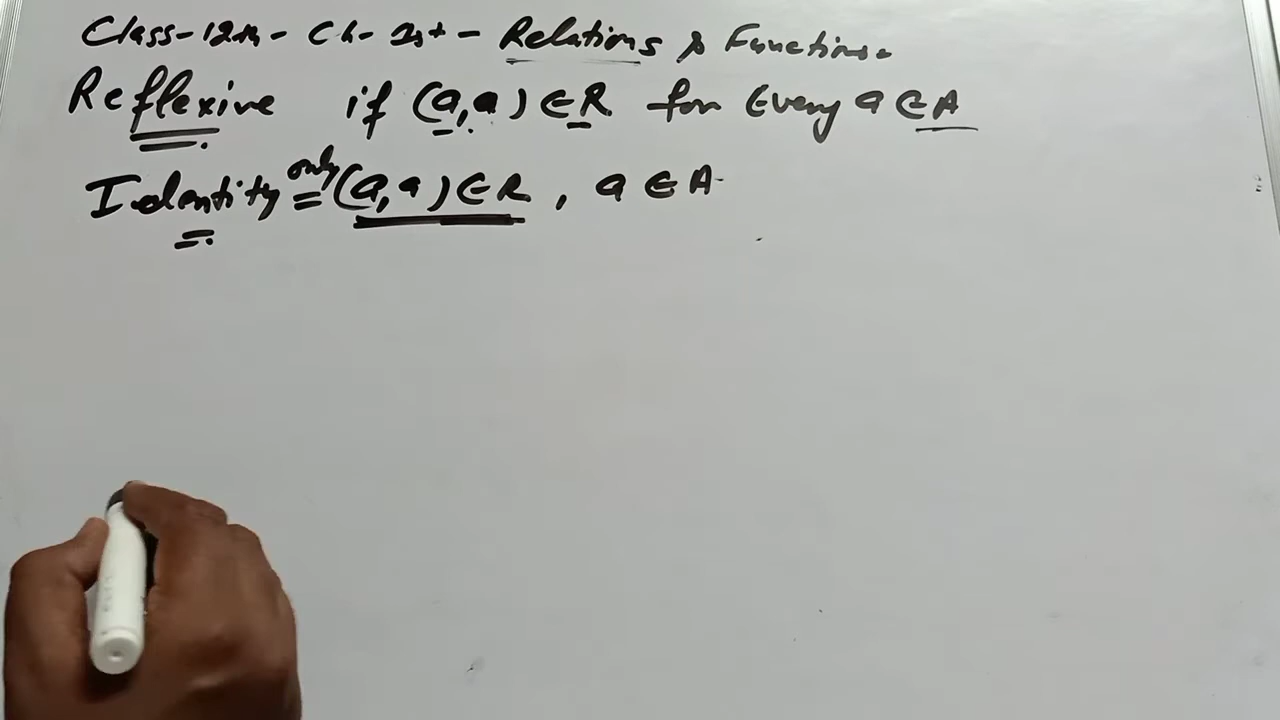 Class-12th - Ch-1st - Relations & Functions.
Reflexive if (a,a) ∈ R for Every a ∈ A
Identity = only (a,a) ∈ R , a ∈ A